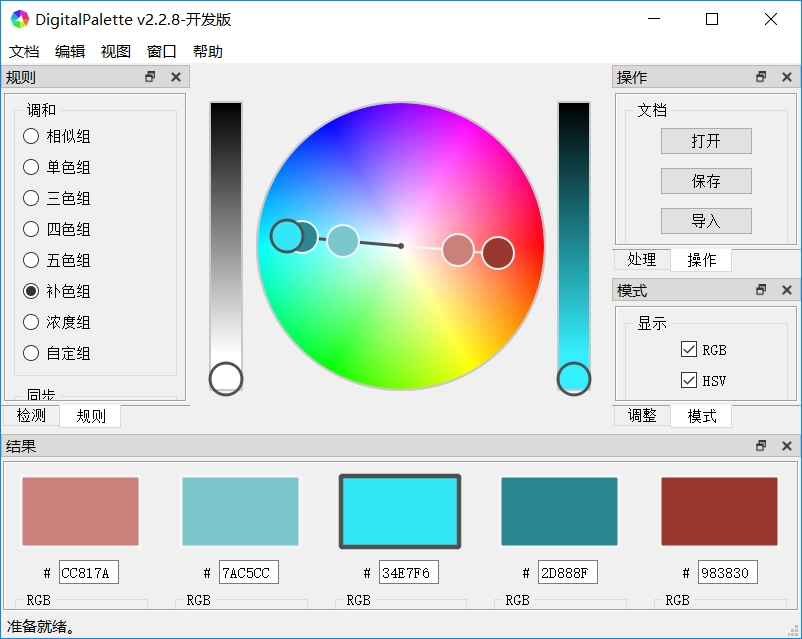 DigitalPalette v2.2.8-开发版
文档 编辑 视图 窗口 帮助
规则
调和
相似组
单色组
三色组
四色组
五色组
补色组
浓度组
自定组
同步
检测 规则
操作
文档
打开
保存
导入
处理 操作
模式
显示
RGB
HSV
调整 模式
结果
# CC817A # 7AC5CC # 34E7F6 # 2D888F # 983830
RGB RGB RGB RGB RGB
准备就绪。